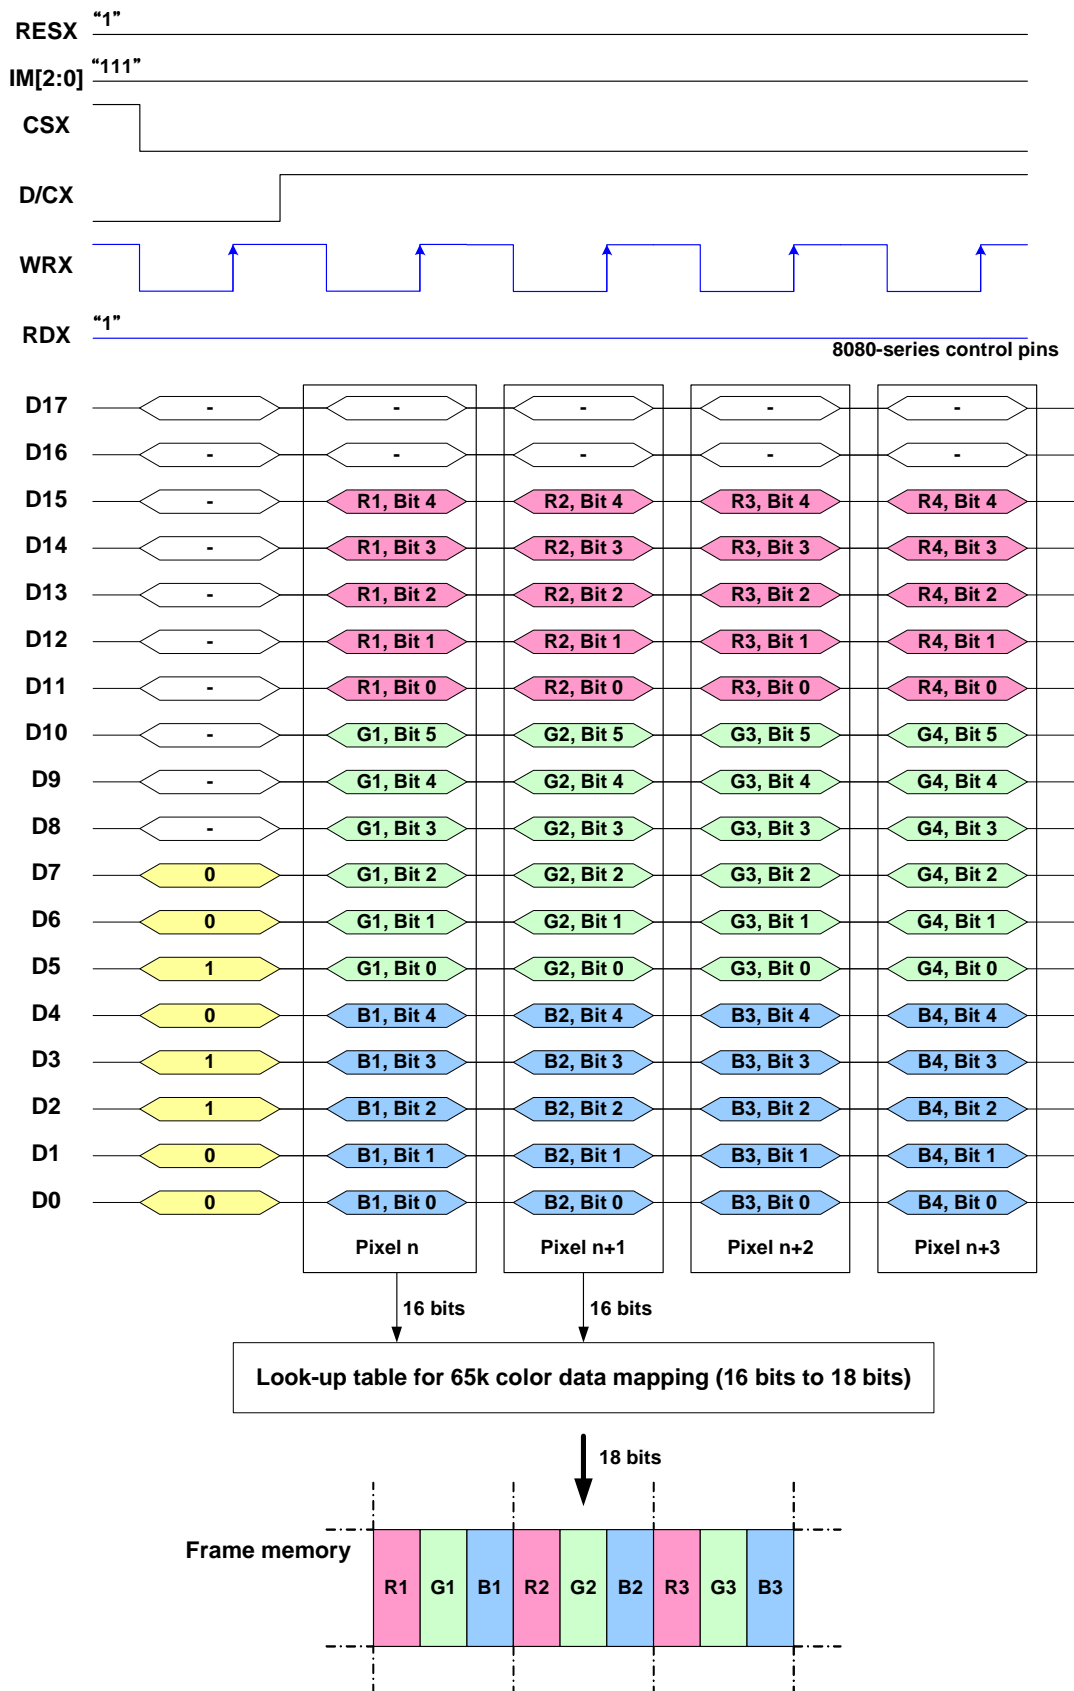 RESX “1”
IM[2:0] “111”
CSX
D/CX
WRX
RDX “1”
8080-series control pins
D17 - - - - -
D16 - - - - -
D15 - R1, Bit 4 R2, Bit 4 R3, Bit 4 R4, Bit 4
D14 - R1, Bit 3 R2, Bit 3 R3, Bit 3 R4, Bit 3
D13 - R1, Bit 2 R2, Bit 2 R3, Bit 2 R4, Bit 2
D12 - R1, Bit 1 R2, Bit 1 R3, Bit 1 R4, Bit 1
D11 - R1, Bit 0 R2, Bit 0 R3, Bit 0 R4, Bit 0
D10 - G1, Bit 5 G2, Bit 5 G3, Bit 5 G4, Bit 5
D9 - G1, Bit 4 G2, Bit 4 G3, Bit 4 G4, Bit 4
D8 - G1, Bit 3 G2, Bit 3 G3, Bit 3 G4, Bit 3
D7 0 G1, Bit 2 G2, Bit 2 G3, Bit 2 G4, Bit 2
D6 0 G1, Bit 1 G2, Bit 1 G3, Bit 1 G4, Bit 1
D5 1 G1, Bit 0 G2, Bit 0 G3, Bit 0 G4, Bit 0
D4 0 B1, Bit 4 B2, Bit 4 B3, Bit 4 B4, Bit 4
D3 1 B1, Bit 3 B2, Bit 3 B3, Bit 3 B4, Bit 3
D2 1 B1, Bit 2 B2, Bit 2 B3, Bit 2 B4, Bit 2
D1 0 B1, Bit 1 B2, Bit 1 B3, Bit 1 B4, Bit 1
D0 0 B1, Bit 0 B2, Bit 0 B3, Bit 0 B4, Bit 0
Pixel n Pixel n+1 Pixel n+2 Pixel n+3
16 bits 16 bits
Look-up table for 65k color data mapping (16 bits to 18 bits)
18 bits
Frame memory
R1 G1 B1 R2 G2 B2 R3 G3 B3